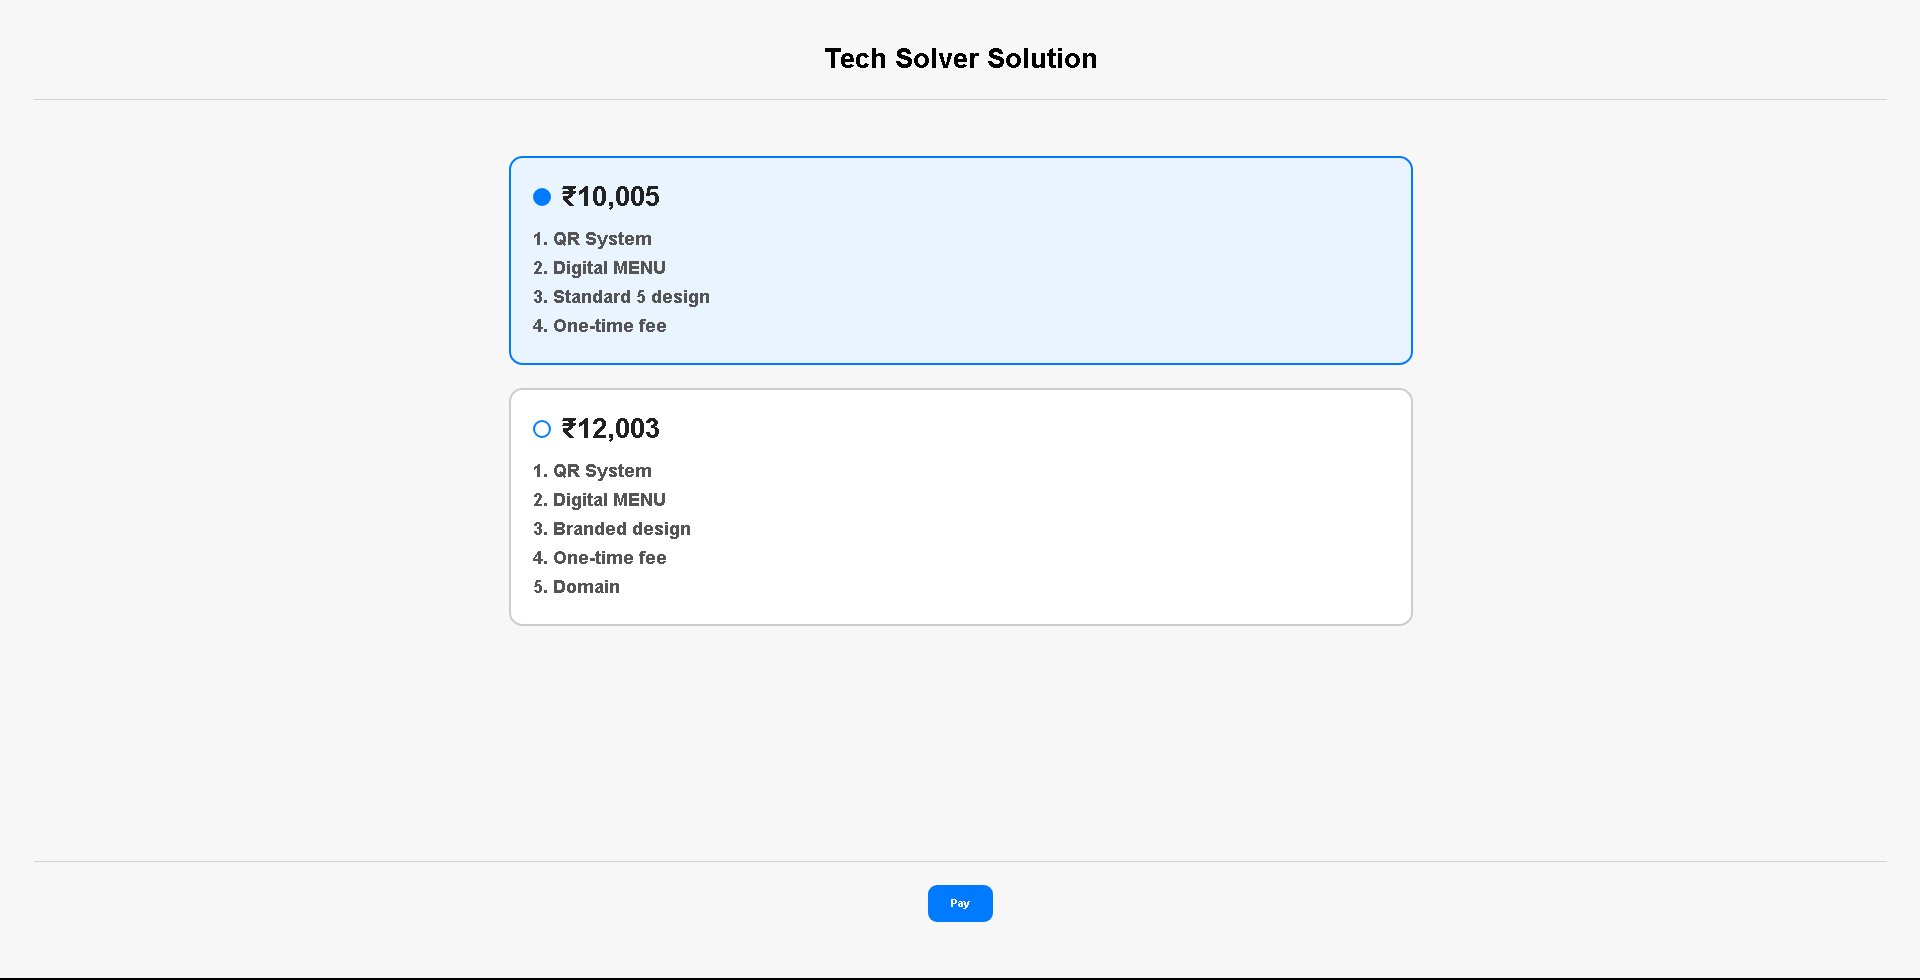 Tech Solver Solution
₹10,005
1. QR System
2. Digital MENU
3. Standard 5 design
4. One-time fee
₹12,003
1. QR System
2. Digital MENU
3. Branded design
4. One-time fee
5. Domain
Pay